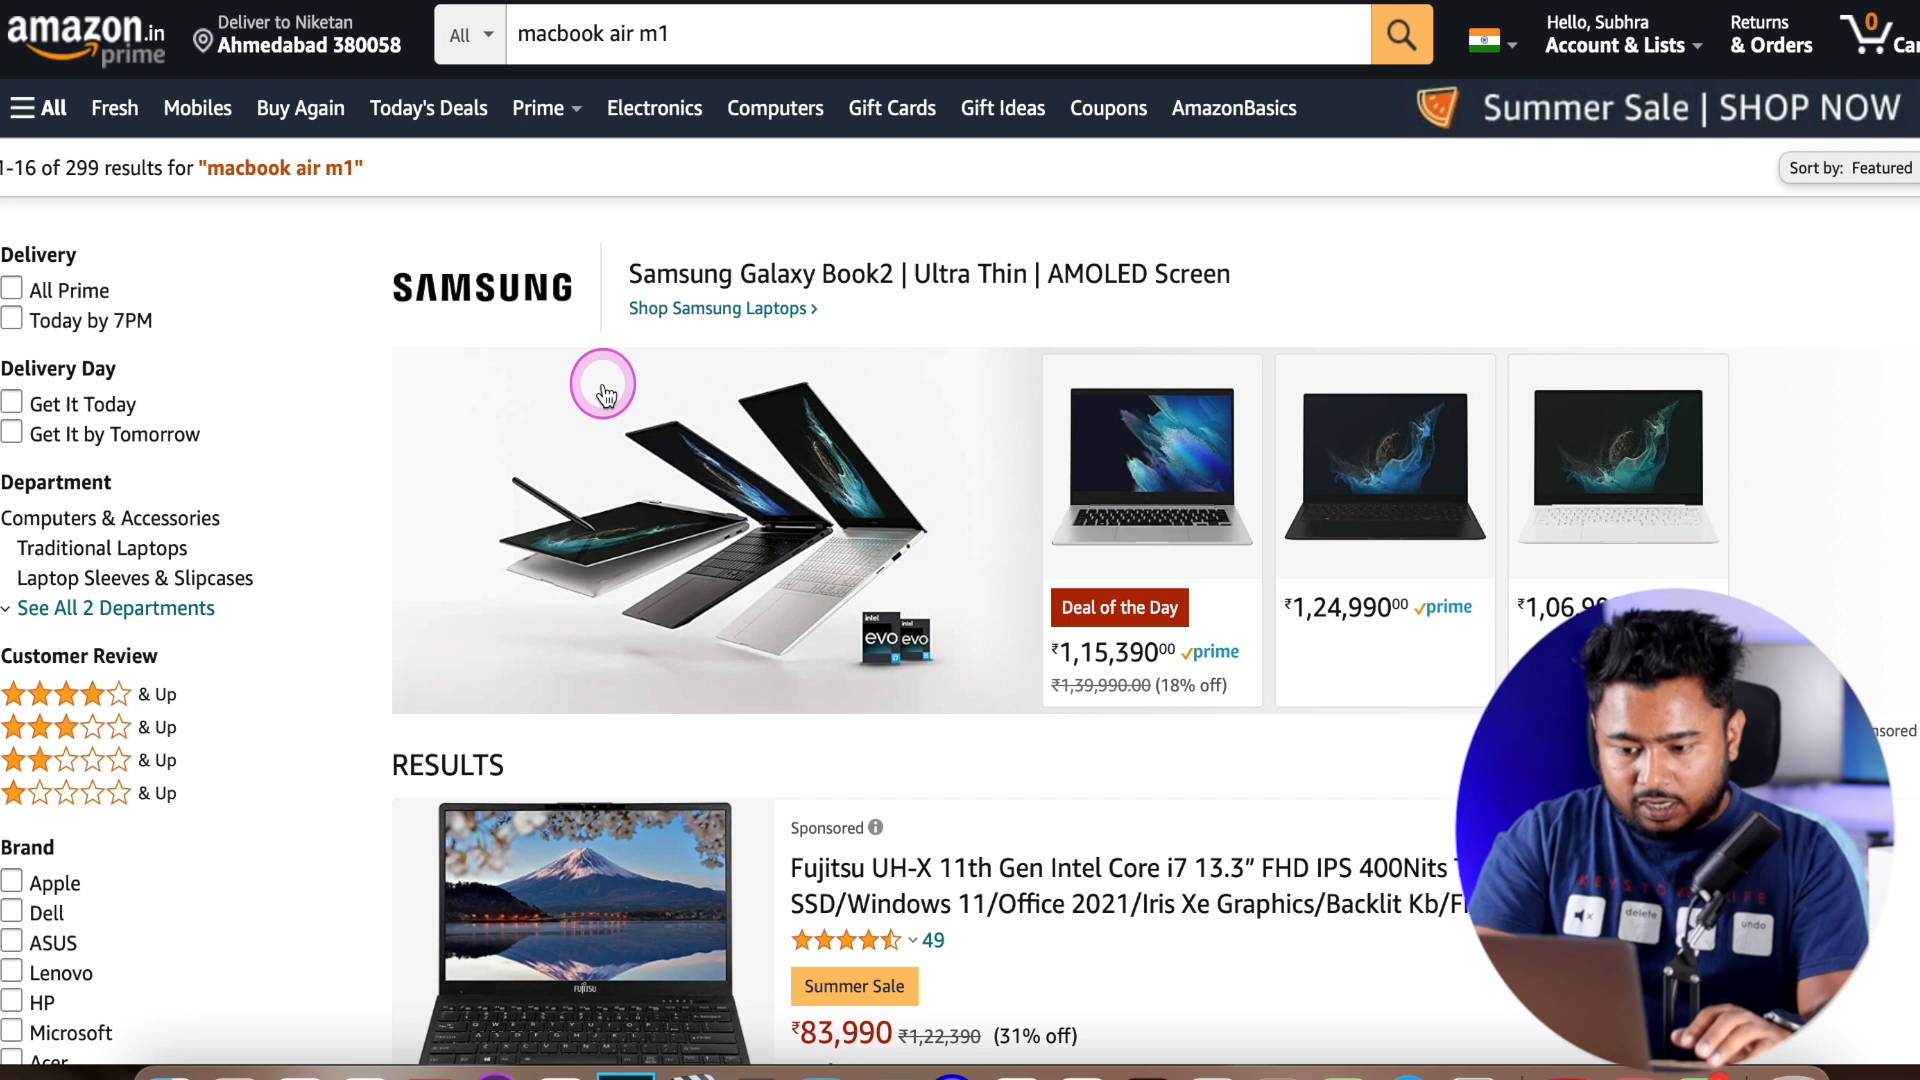 amazon.in
prime
Deliver to Niketan
Ahmedabad 380058
All
macbook air m1
Hello, Subhra
Account & Lists
Returns
& Orders
0
All
Fresh
Mobiles
Buy Again
Today's Deals
Prime
Electronics
Computers
Gift Cards
Gift Ideas
Coupons
AmazonBasics
Summer Sale | SHOP NOW
1-16 of 299 results for "macbook air m1"
Sort by: Featured
Delivery
All Prime
Today by 7PM
Delivery Day
Get It Today
Get It by Tomorrow
Department
Computers & Accessories
Traditional Laptops
Laptop Sleeves & Slipcases
See All 2 Departments
Customer Review
& Up
& Up
& Up
& Up
Brand
Apple
Dell
ASUS
Lenovo
HP
Microsoft
Acer
SAMSUNG
Samsung Galaxy Book2 | Ultra Thin | AMOLED Screen
Shop Samsung Laptops ›
intel
evo
intel
evo
Deal of the Day
₹1,15,39000 prime
₹1,39,990.00 (18% off)
₹1,24,99000 prime
RESULTS
FUJITSU
Sponsored
Fujitsu UH-X 11th Gen Intel Core i7 13.3" FHD IPS 400Nits
SSD/Windows 11/Office 2021/Iris Xe Graphics/Backlit
49
Summer Sale
₹83,990 ₹1,22,390 (31% off)
delete
undo